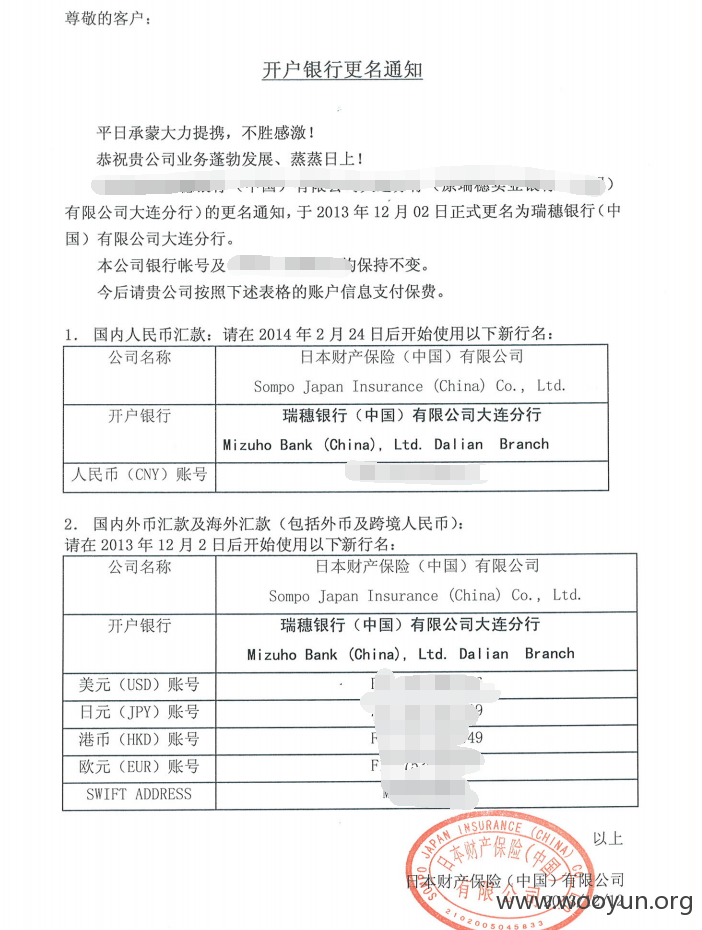 尊敬的客户：
开户银行更名通知
平日承蒙大力提携，不胜感激！
恭祝贵公司业务蓬勃发展、蒸蒸日上！
有限公司大连分行）的更名通知，于 2013 年 12 月 02 日正式更名为瑞穗银行（中
国）有限公司大连分行。
本公司银行帐号及 均保持不变。
今后请贵公司按照下述表格的账户信息支付保费。
1. 国内人民币汇款：请在 2014 年 2 月 24 日后开始使用以下新行名：
公司名称 日本财产保险（中国）有限公司
Sompo Japan Insurance (China) Co., Ltd.
开户银行 瑞穗银行（中国）有限公司大连分行
Mizuho Bank (China), Ltd. Dalian Branch
人民币（CNY）账号
2. 国内外币汇款及海外汇款（包括外币及跨境人民币）：
请在 2013 年 12 月 2 日后开始使用以下新行名：
公司名称 日本财产保险（中国）有限公司
Sompo Japan Insurance (China) Co., Ltd.
开户银行 瑞穗银行（中国）有限公司大连分行
Mizuho Bank (China), Ltd. Dalian Branch
美元（USD）账号
日元（JPY）账号
港币（HKD）账号
欧元（EUR）账号
SWIFT ADDRESS
以上
SOMPO JAPAN INSURANCE (CHINA) CO., LTD
日本财产保险（中国）
有限公司
2102005045833
日本财产保险（中国）有限公司
www.wooyun.org